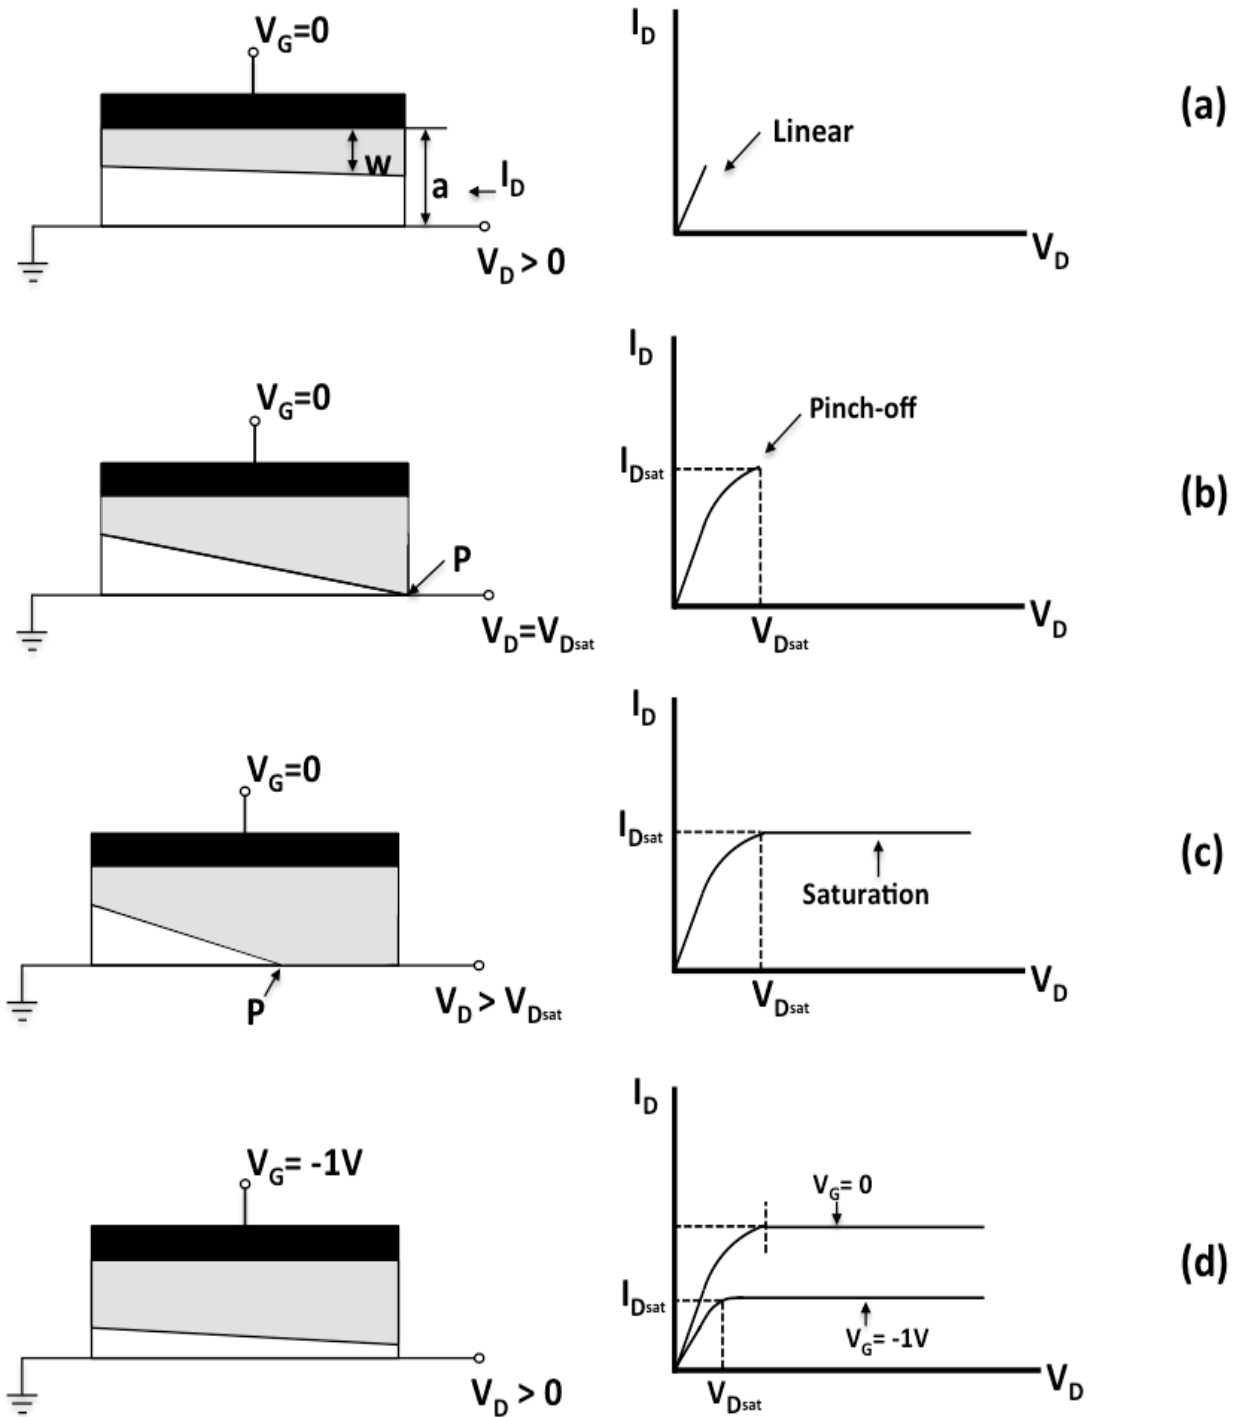 V_G=0
I_D
(a)
Linear
W
a
I_D
V_D > 0
V_D
I_D
V_G=0
Pinch-off
I_Dsat
(b)
P
V_D=V_Dsat
V_Dsat
V_D
I_D
V_G=0
I_Dsat
(c)
Saturation
P
V_D > V_Dsat
V_Dsat
V_D
I_D
V_G= -1V
V_G= 0
(d)
I_Dsat
V_G= -1V
V_D > 0
V_Dsat
V_D